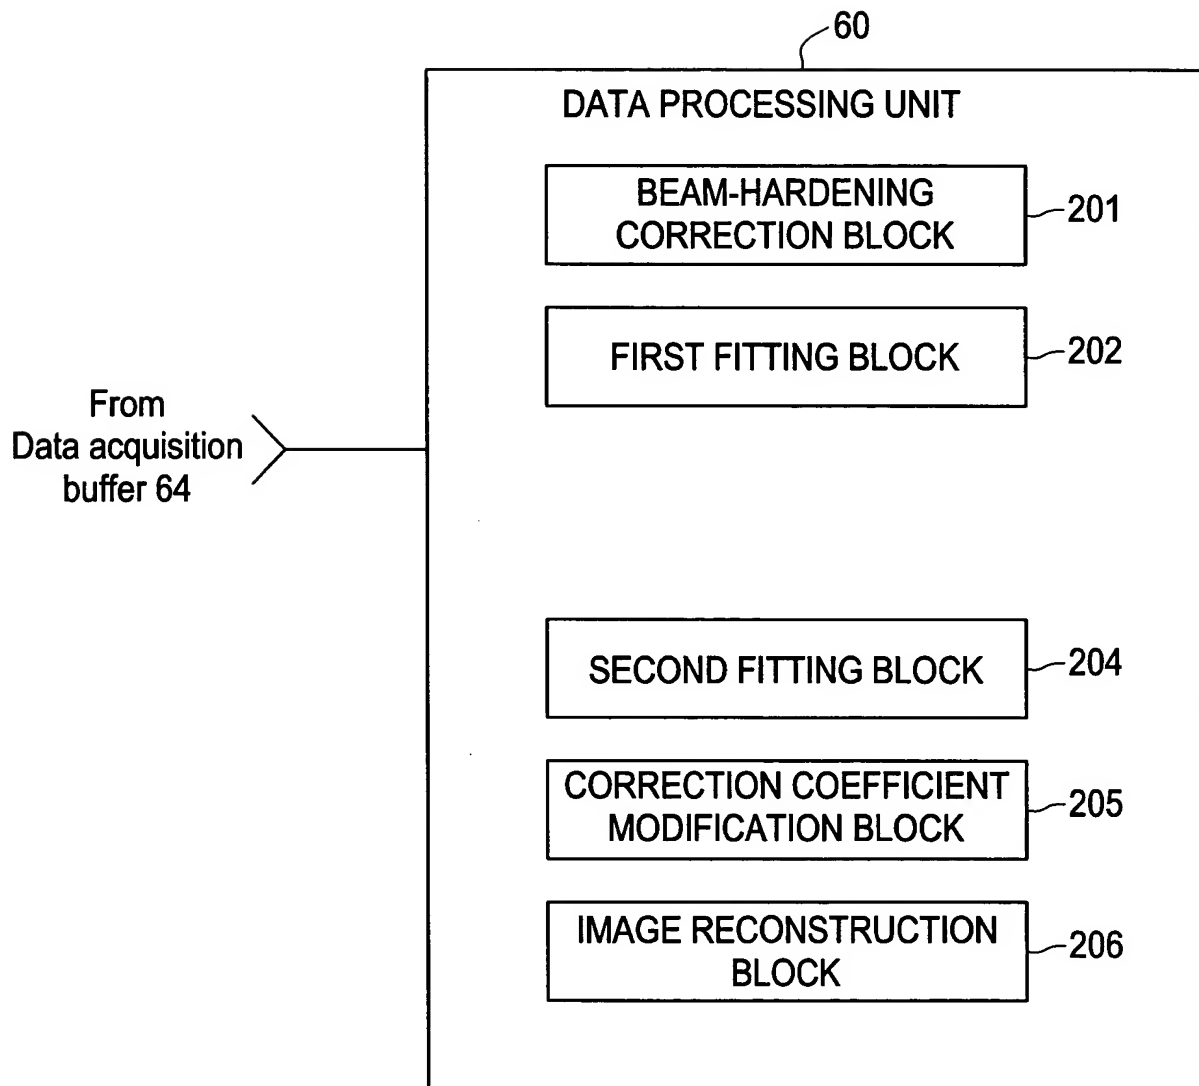 60
DATA PROCESSING UNIT
BEAM-HARDENING
CORRECTION BLOCK
201
FIRST FITTING BLOCK
202
From
Data acquisition
buffer 64
SECOND FITTING BLOCK
204
CORRECTION COEFFICIENT
MODIFICATION BLOCK
205
IMAGE RECONSTRUCTION
BLOCK
206